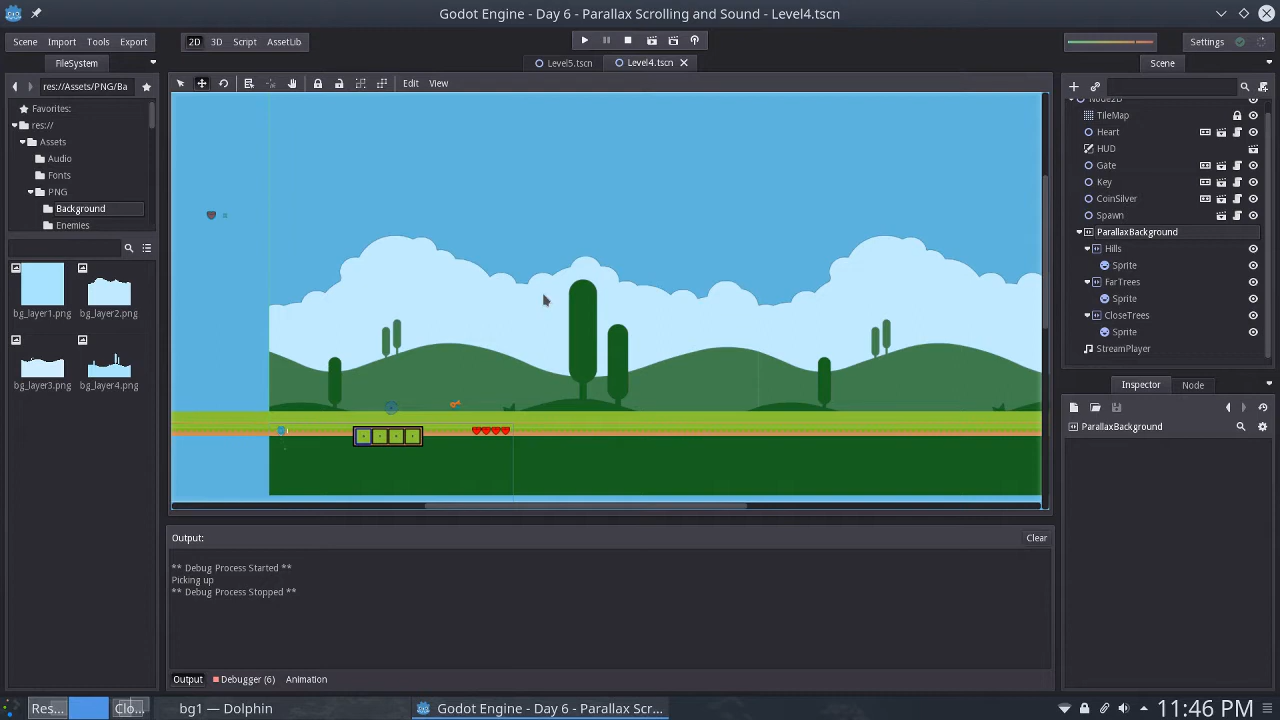 Godot Engine - Day 6 - Parallax Scrolling and Sound - Level4.tscn
Scene Import Tools Export
2D 3D Script AssetLib
Settings
FileSystem
Level5.tscn
Level4.tscn
Scene
res://Assets/PNG/Ba
Edit View
Favorites:
res://
Assets
Audio
Fonts
PNG
Background
Enemies
bg_layer1.png
bg_layer2.png
bg_layer3.png
bg_layer4.png
Node2D
TileMap
Heart
HUD
Gate
Key
CoinSilver
Spawn
ParallaxBackground
Hills
Sprite
FarTrees
Sprite
CloseTrees
Sprite
StreamPlayer
Inspector
Node
ParallaxBackground
Output:
Clear
** Debug Process Started **
Picking up
** Debug Process Stopped **
Output
Debugger (6)
Animation
Res...
Clo...
bg1 — Dolphin
Godot Engine - Day 6 - Parallax Scr...
11:46 PM